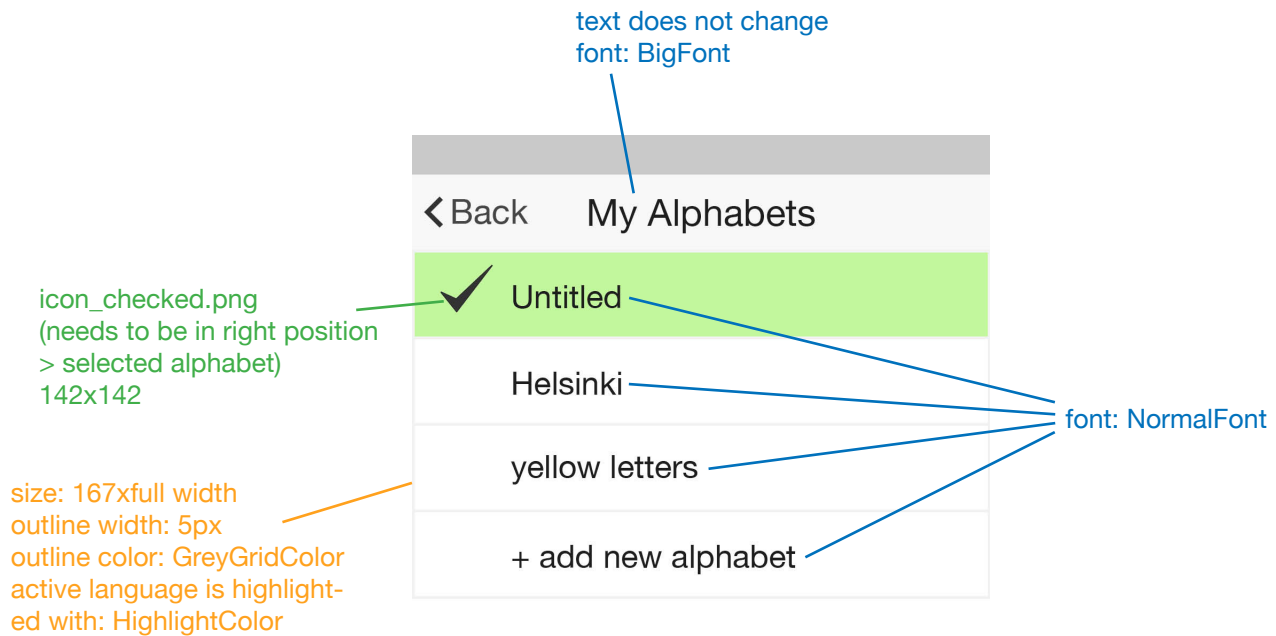 text does not change
font: BigFont
Back My Alphabets
icon_checked.png
(needs to be in right position
> selected alphabet)
142x142
Untitled
Helsinki
yellow letters
+ add new alphabet
font: NormalFont
size: 167xfull width
outline width: 5px
outline color: GreyGridColor
active language is highlight-
ed with: HighlightColor